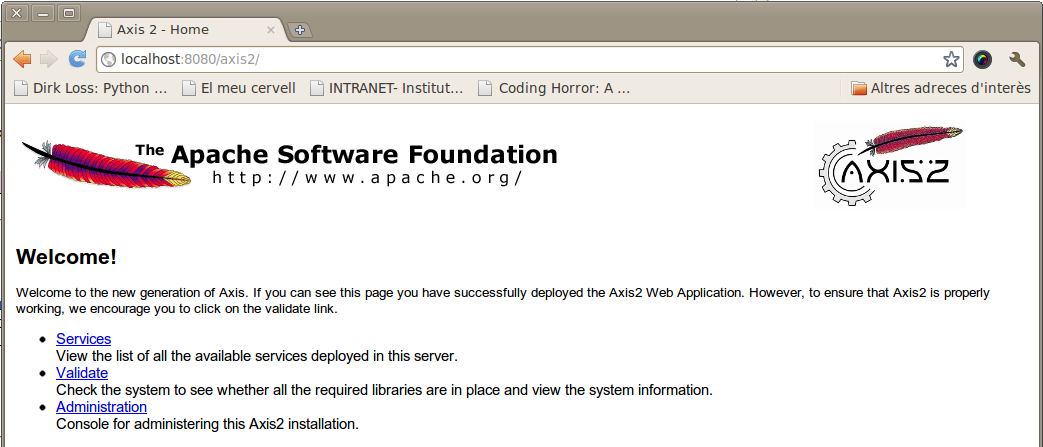 Axis 2 - Home
localhost:8080/axis2/
Dirk Loss: Python ... El meu cervell INTRANET- Institut... Coding Horror: A ... Altres adreces d'interès
The Apache Software Foundation
http://www.apache.org/
AXIS2
Welcome!
Welcome to the new generation of Axis. If you can see this page you have successfully deployed the Axis2 Web Application. However, to ensure that Axis2 is properly
working, we encourage you to click on the validate link.
Services
View the list of all the available services deployed in this server.
Validate
Check the system to see whether all the required libraries are in place and view the system information.
Administration
Console for administering this Axis2 installation.